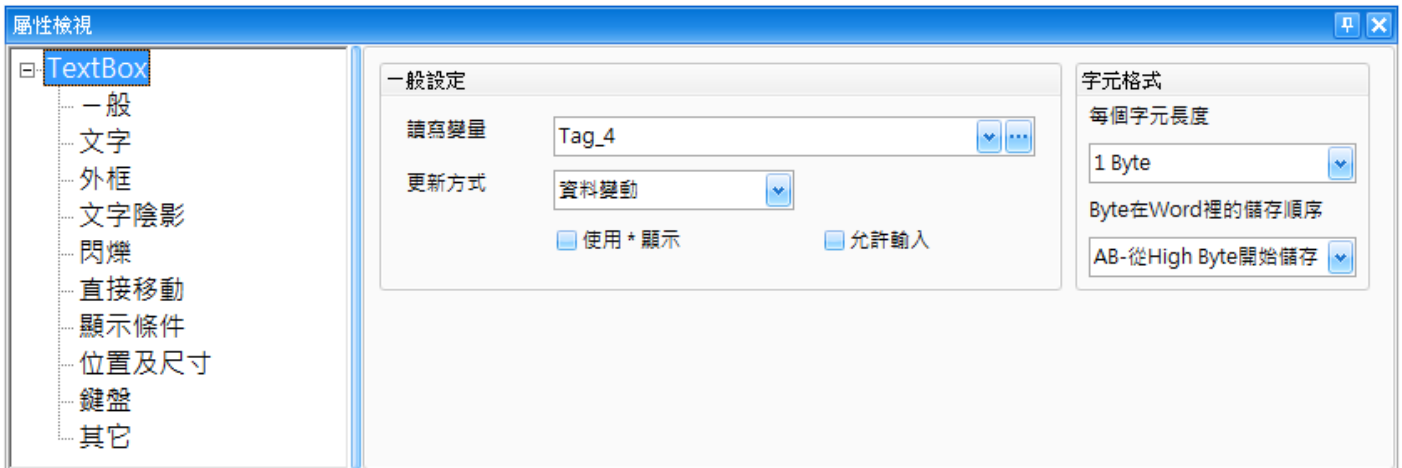 屬性檢視
TextBox
一般
文字
外框
文字陰影
閃爍
直接移動
顯示條件
位置及尺寸
鍵盤
其它
一般設定
讀寫變量
Tag_4
更新方式
資料變動
使用 * 顯示
允許輸入
字元格式
每個字元長度
1 Byte
Byte在Word裡的儲存順序
AB-從High Byte開始儲存